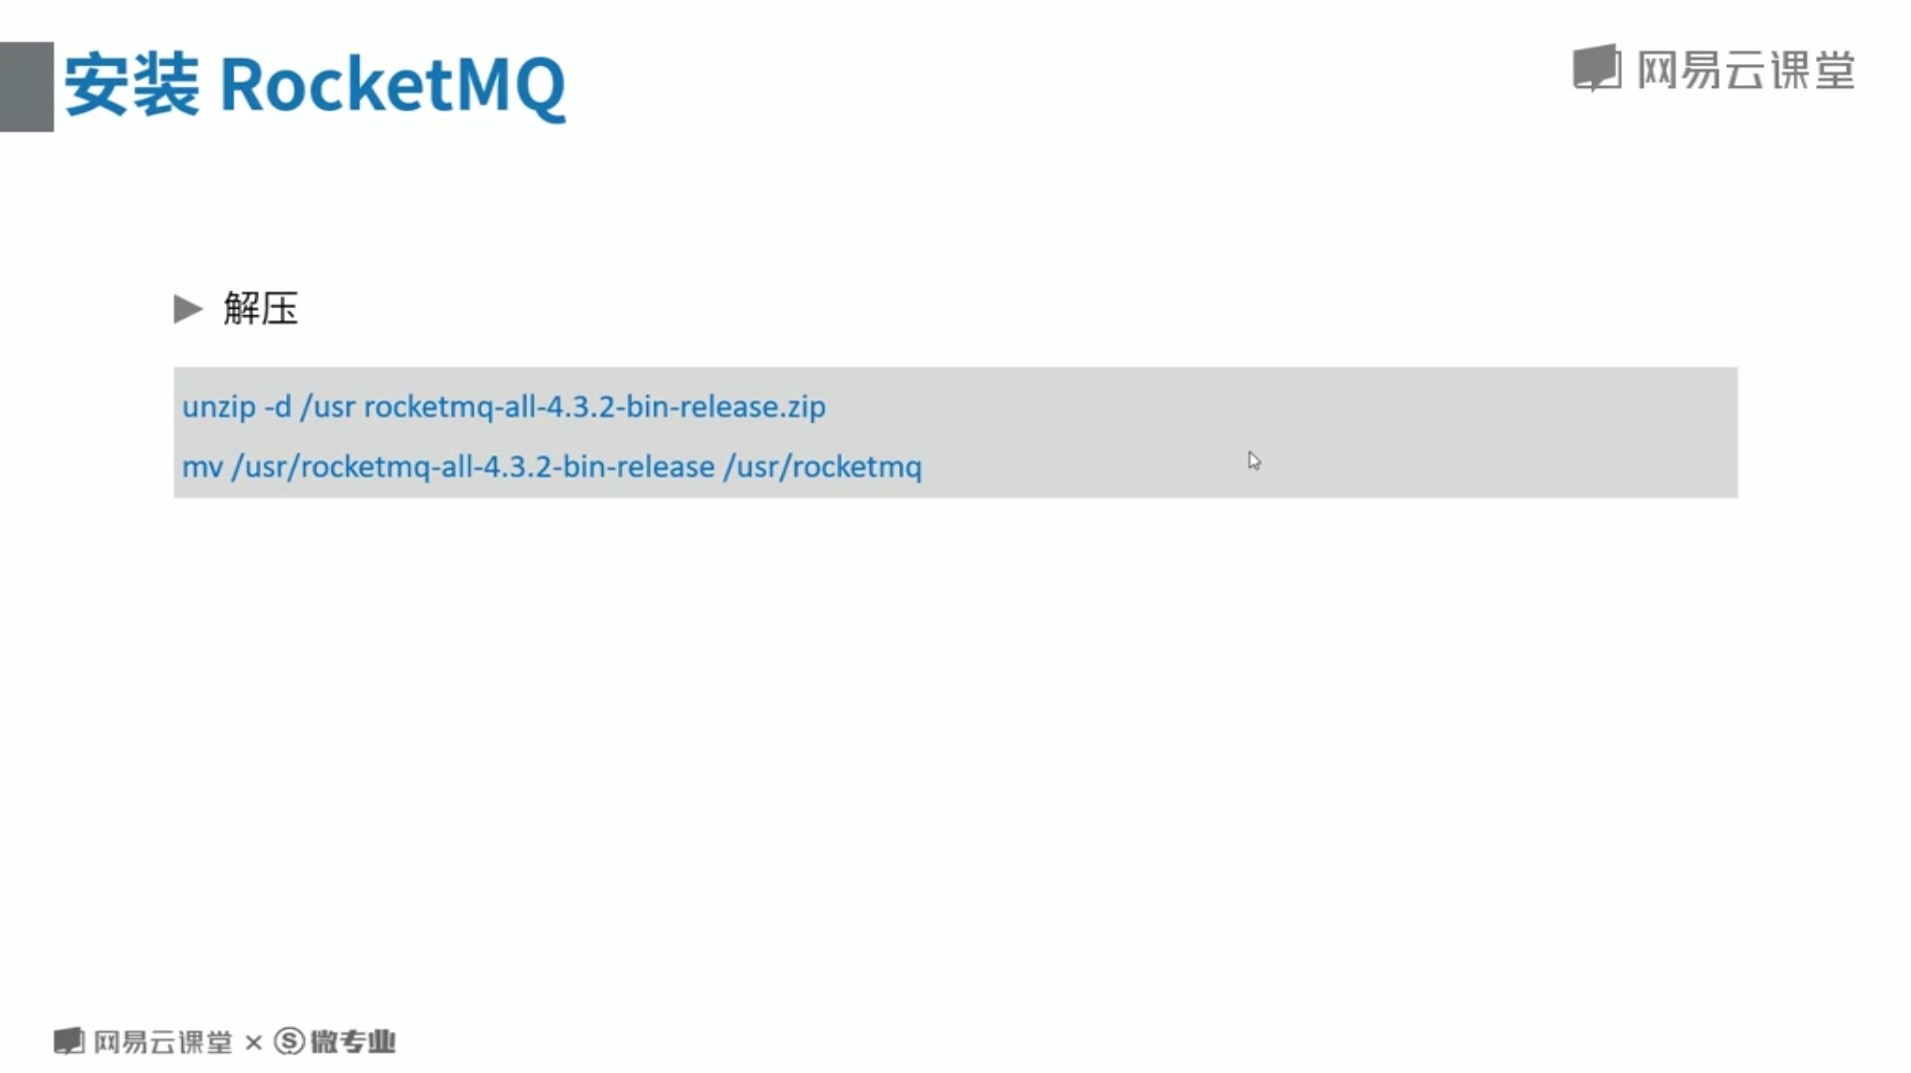 安装 RocketMQ
网易云课堂
解压
unzip -d /usr rocketmq-all-4.3.2-bin-release.zip
mv /usr/rocketmq-all-4.3.2-bin-release /usr/rocketmq
网易云课堂 × Ⓢ 微专业